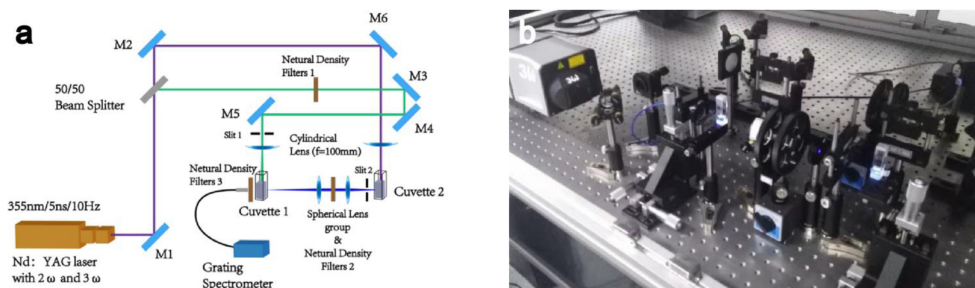 a
M2
M6
50/50
Beam Splitter
Netural Density
Filters 1
M3
M5
M4
Slit 1
Cylindrical
Lens (f=100mm)
Netural Density
Filters 3
Slit 2
Cuvette 1
Cuvette 2
355nm/5ns/10Hz
Spherical Lens
group
&
Netural Density
Filters 2
M1
Nd: YAG laser
with 2 ω and 3 ω
Grating
Spectrometer
b